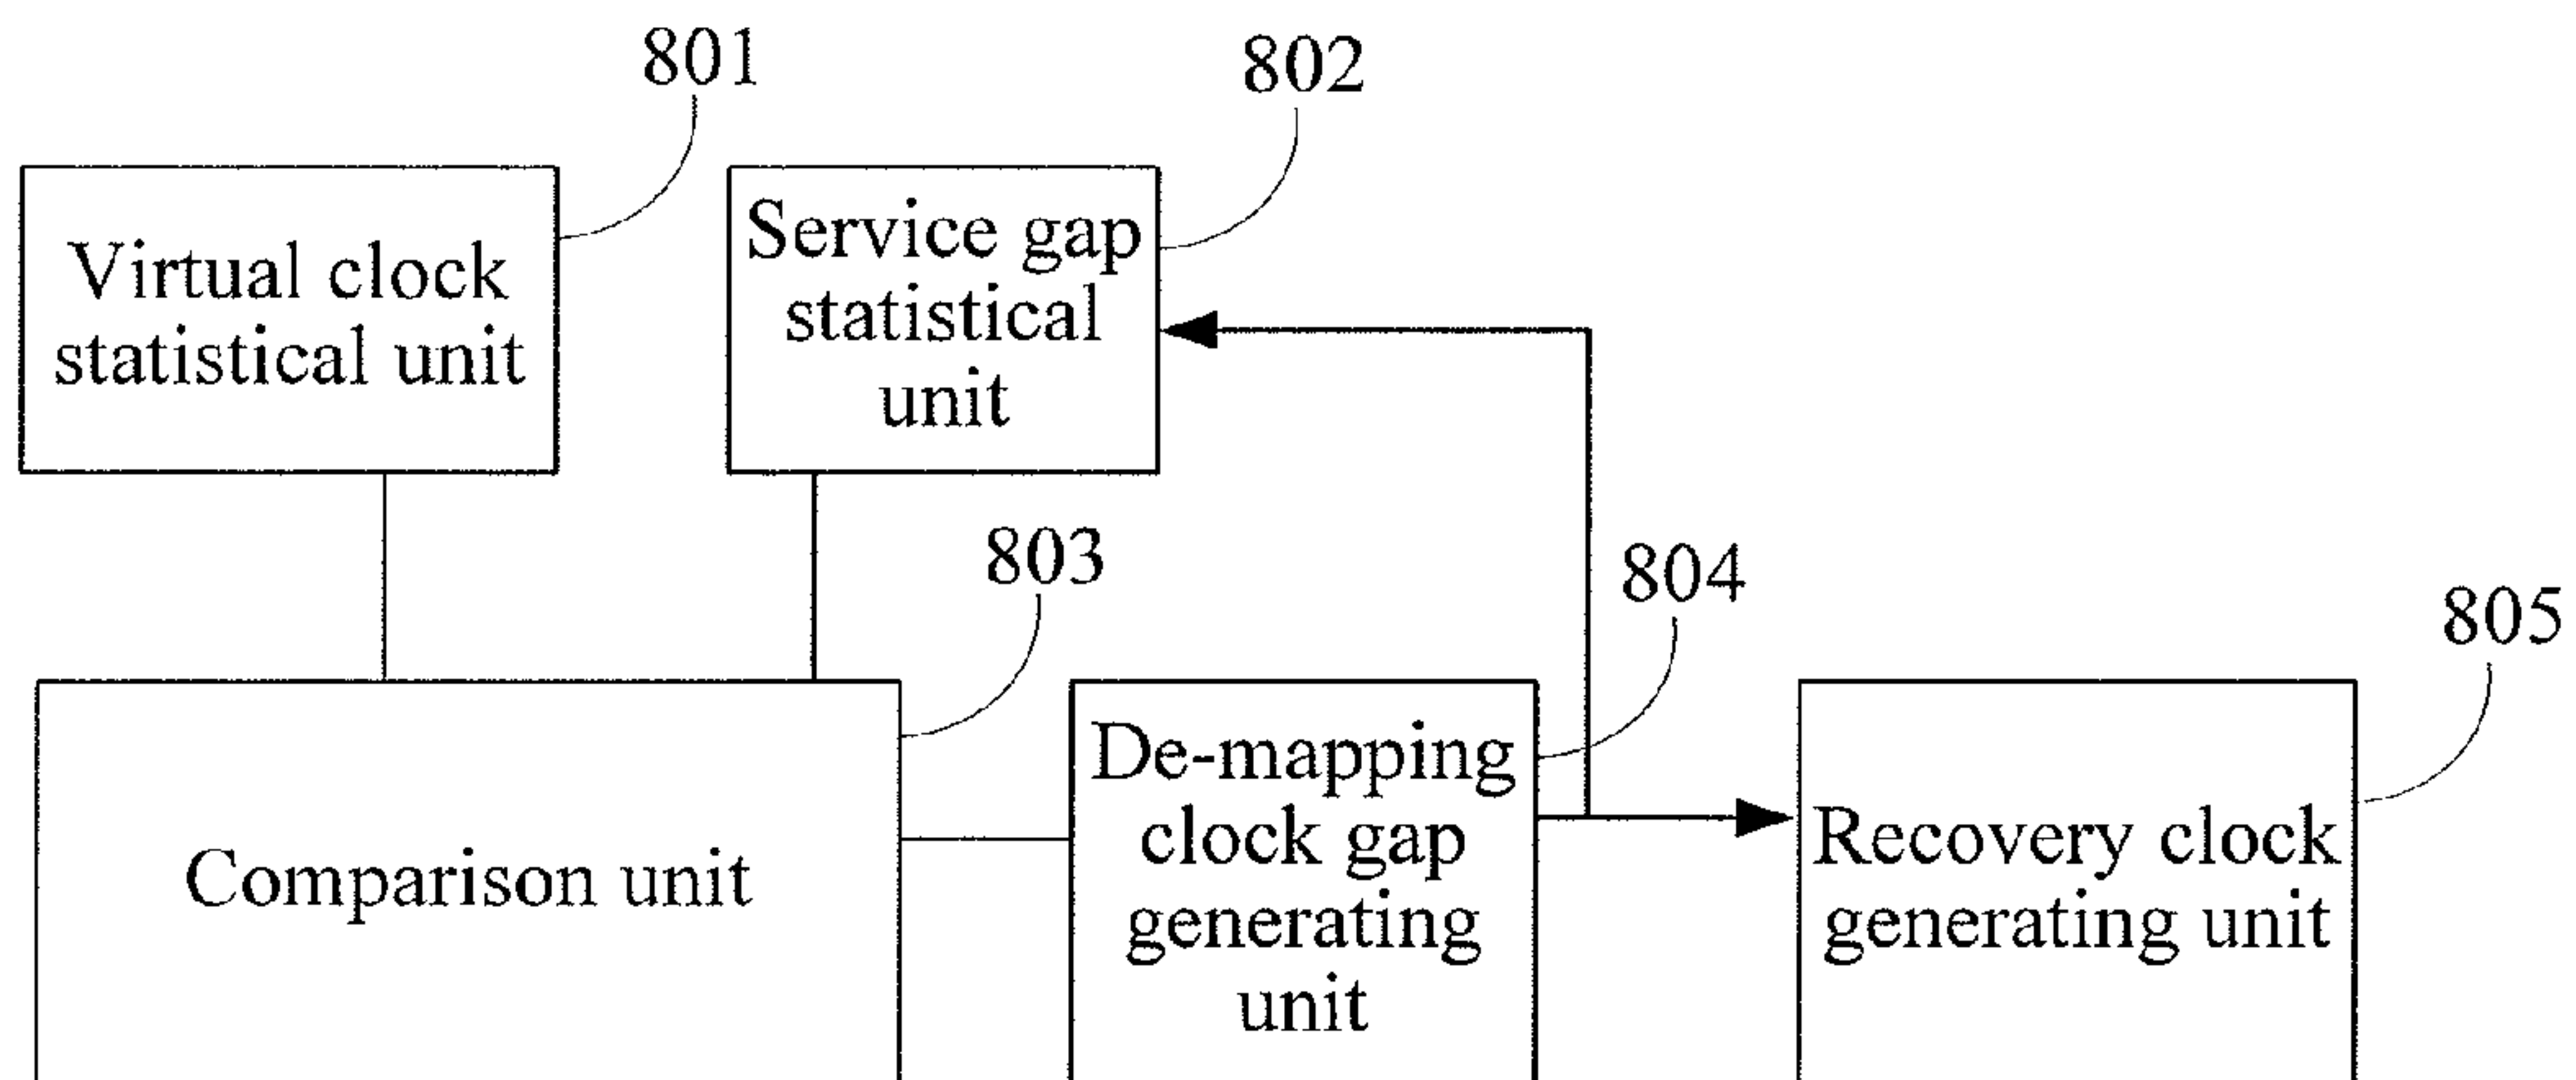 801
802
Virtual clock
statistical unit
Service gap
statistical
unit
803
804
805
Comparison unit
De-mapping
clock gap
generating
unit
Recovery clock
generating unit